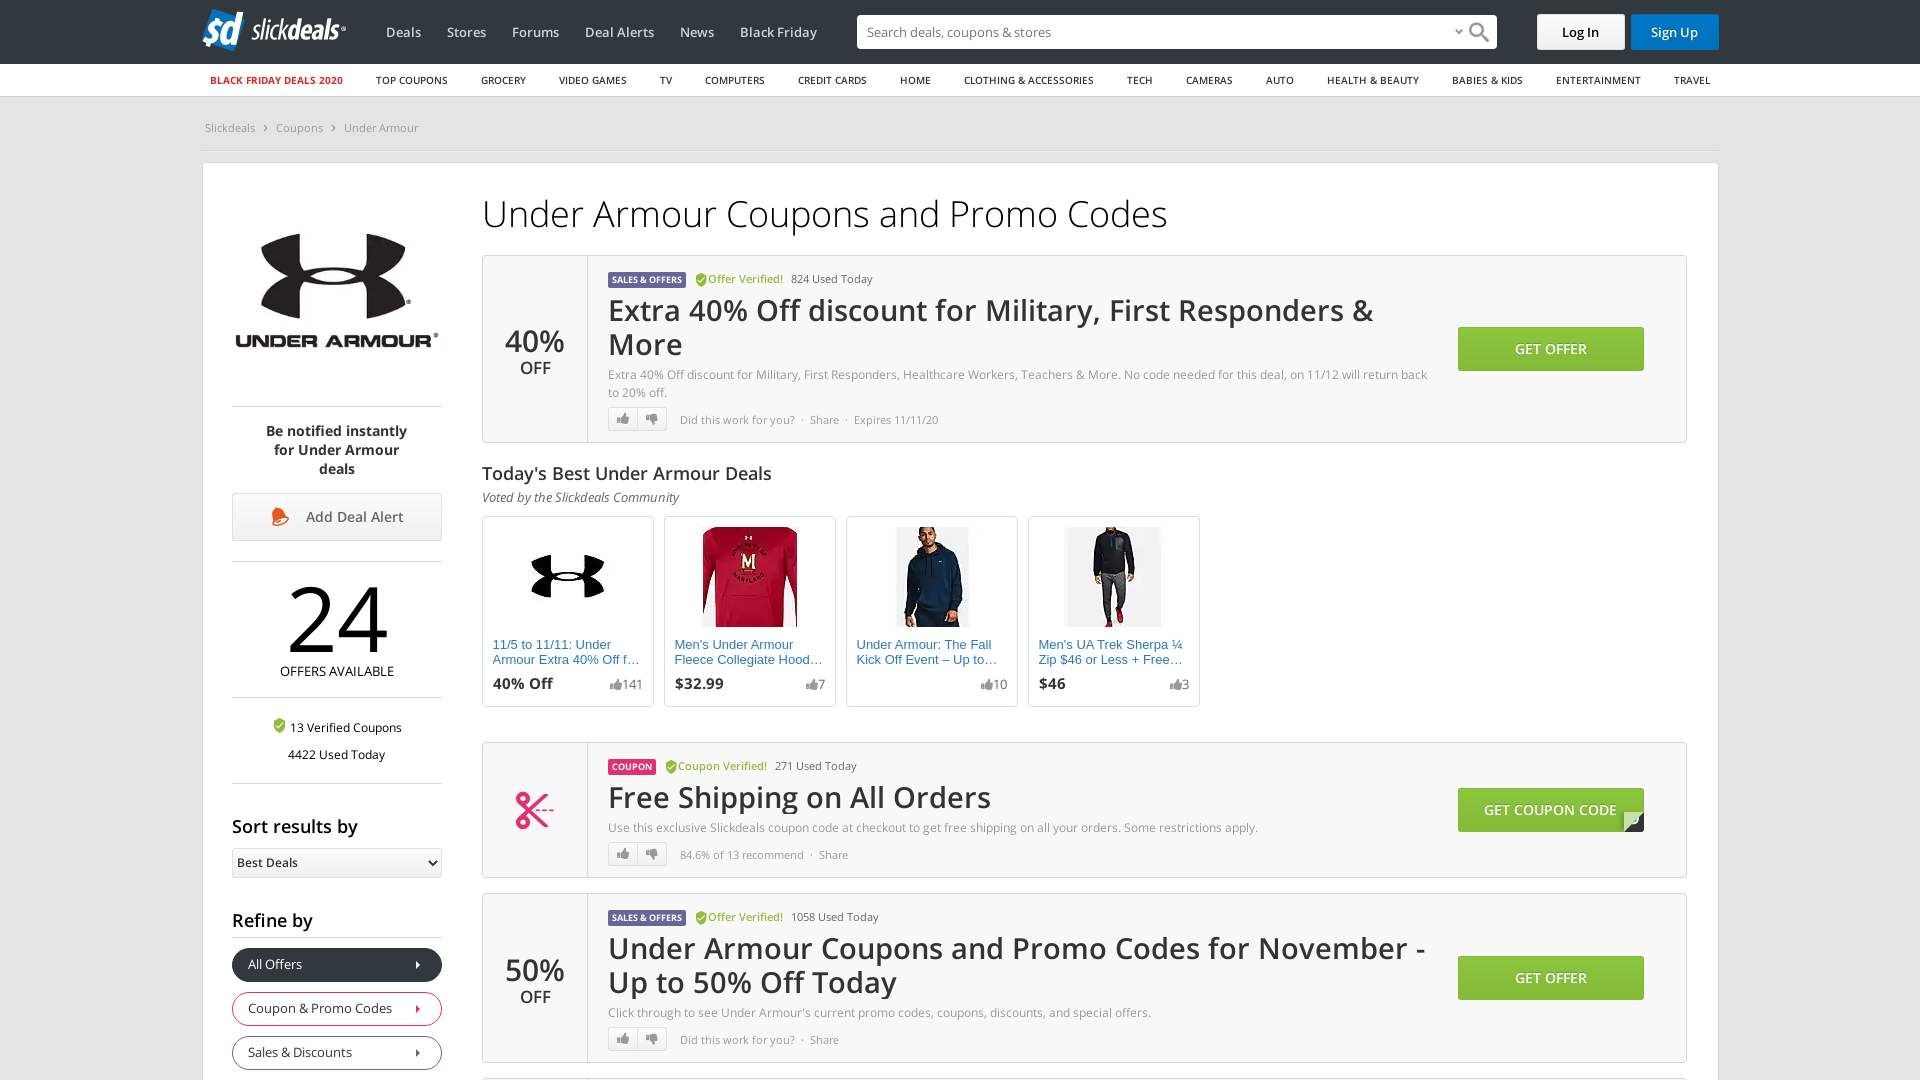 slickdeals
Deals
Stores
Forums
Deal Alerts
News
Black Friday
Search deals, coupons & stores
Log In
Sign Up
BLACK FRIDAY DEALS 2020
TOP COUPONS
GROCERY
VIDEO GAMES
TV
COMPUTERS
CREDIT CARDS
HOME
CLOTHING & ACCESSORIES
TECH
CAMERAS
AUTO
HEALTH & BEAUTY
BABIES & KIDS
ENTERTAINMENT
TRAVEL
Slickdeals > Coupons > Under Armour
UNDER ARMOUR®
Be notified instantly
for Under Armour
deals
Add Deal Alert
24
OFFERS AVAILABLE
13 Verified Coupons
4422 Used Today
Sort results by
Best Deals
Refine by
All Offers
Coupon & Promo Codes
Sales & Discounts
Under Armour Coupons and Promo Codes
40%
OFF
SALES & OFFERS Offer Verified! 824 Used Today
Extra 40% Off discount for Military, First Responders &
More
Extra 40% Off discount for Military, First Responders, Healthcare Workers, Teachers & More. No code needed for this deal, on 11/12 will return back
to 20% off.
Did this work for you? · Share · Expires 11/11/20
GET OFFER
Today's Best Under Armour Deals
Voted by the Slickdeals Community
11/5 to 11/11: Under
Armour Extra 40% Off f…
40% Off 141
M
MARYLAND
Men's Under Armour
Fleece Collegiate Hood…
$32.99 7
Under Armour: The Fall
Kick Off Event – Up to…
10
Men's UA Trek Sherpa ¼
Zip $46 or Less + Free…
$46 3
COUPON Coupon Verified! 271 Used Today
Free Shipping on All Orders
Use this exclusive Slickdeals coupon code at checkout to get free shipping on all your orders. Some restrictions apply.
84.6% of 13 recommend · Share
GET COUPON CODE
50%
OFF
SALES & OFFERS Offer Verified! 1058 Used Today
Under Armour Coupons and Promo Codes for November -
Up to 50% Off Today
Click through to see Under Armour's current promo codes, coupons, discounts, and special offers.
Did this work for you? · Share
GET OFFER